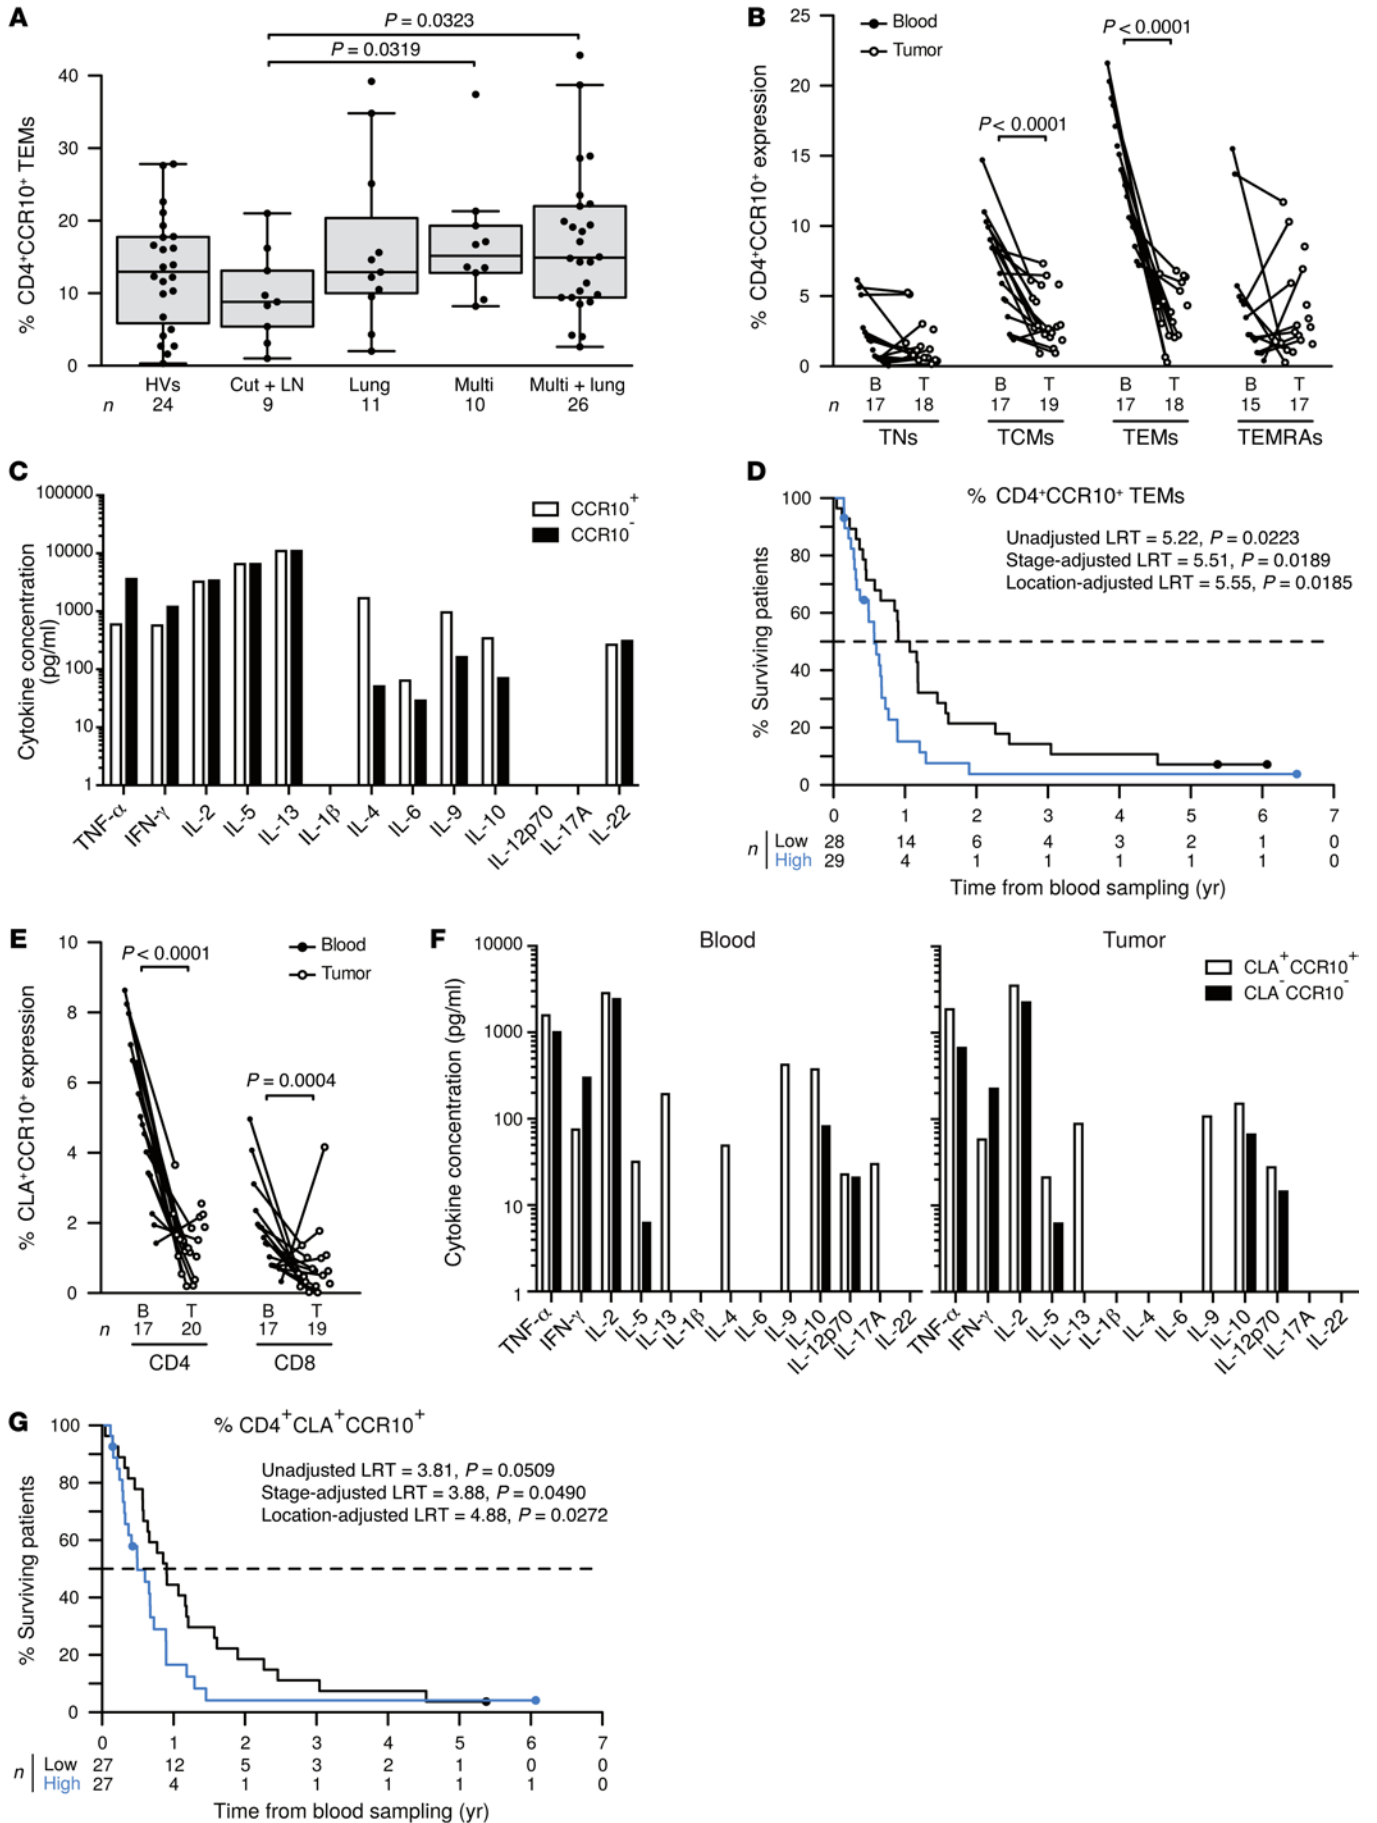 A
P = 0.0323
P = 0.0319
% CD4⁺CCR10⁺ TEMs
40
30
20
10
0
HVs Cut + LN Lung Multi Multi + lung
n 24 9 11 10 26
B
Blood
Tumor
P < 0.0001
P < 0.0001
% CD4⁺CCR10⁺ expression
25
20
15
10
5
0
B T B T B T B T
n 17 18 17 19 17 18 15 17
TNs TCMs TEMs TEMRAs
C
CCR10⁺
CCR10⁻
Cytokine concentration
(pg/ml)
100000
10000
1000
100
10
1
TNF-α IFN-γ IL-2 IL-5 IL-13 IL-1β IL-4 IL-6 IL-9 IL-10 IL-12p70 IL-17A IL-22
D
% CD4⁺CCR10⁺ TEMs
Unadjusted LRT = 5.22, P = 0.0223
Stage-adjusted LRT = 5.51, P = 0.0189
Location-adjusted LRT = 5.55, P = 0.0185
% Surviving patients
100
80
60
40
20
0
0 1 2 3 4 5 6 7
n Low 28 14 6 4 3 2 1 0
High 29 4 1 1 1 1 1 0
Time from blood sampling (yr)
E
Blood
Tumor
P < 0.0001
P = 0.0004
% CLA⁺CCR10⁺ expression
10
8
6
4
2
0
B T B T
n 17 20 17 19
CD4 CD8
F
Blood Tumor
CLA⁺CCR10⁺
CLA⁻CCR10⁻
Cytokine concentration (pg/ml)
10000
1000
100
10
1
TNF-α IFN-γ IL-2 IL-5 IL-13 IL-1β IL-4 IL-6 IL-9 IL-10 IL-12p70 IL-17A IL-22
TNF-α IFN-γ IL-2 IL-5 IL-13 IL-1β IL-4 IL-6 IL-9 IL-10 IL-12p70 IL-17A IL-22
G
% CD4⁺CLA⁺CCR10⁺
Unadjusted LRT = 3.81, P = 0.0509
Stage-adjusted LRT = 3.88, P = 0.0490
Location-adjusted LRT = 4.88, P = 0.0272
% Surviving patients
100
80
60
40
20
0
0 1 2 3 4 5 6 7
n Low 27 12 5 3 2 1 0 0
High 27 4 1 1 1 1 1 0
Time from blood sampling (yr)